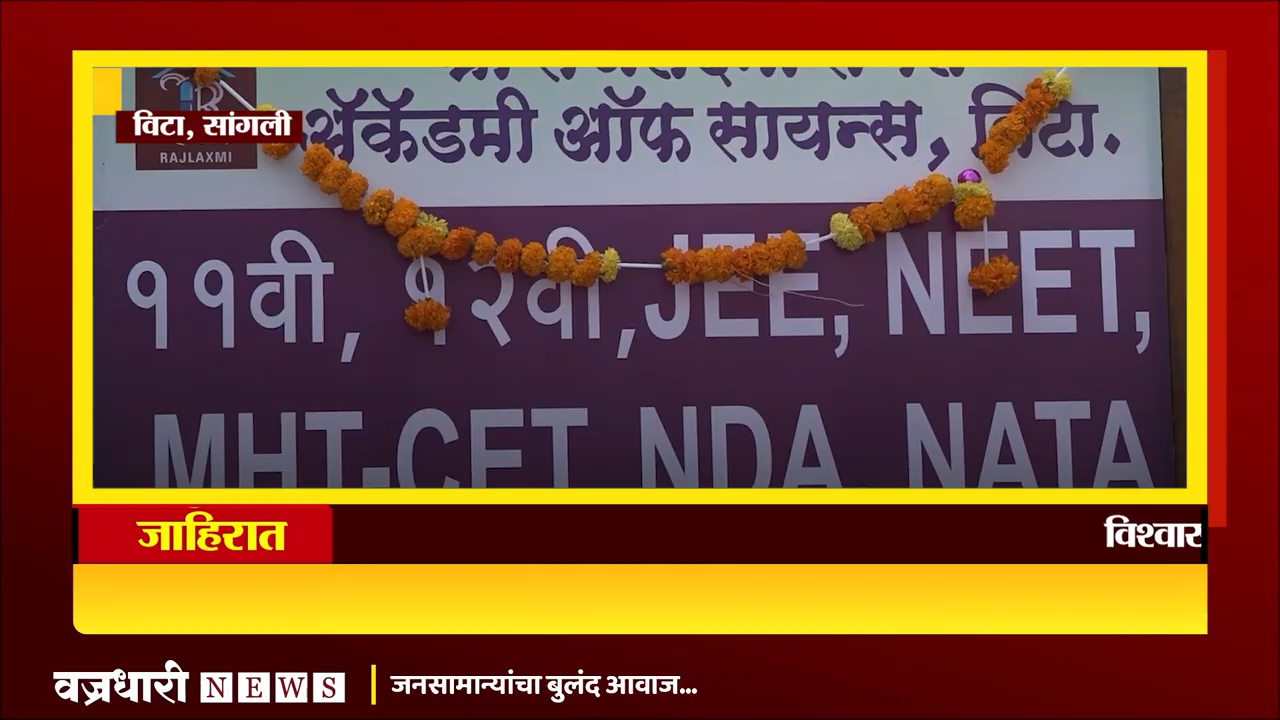 विटा, सांगली
RAJLAXMI
ॲकॅडमी ऑफ सायन्स, विटा.
११वी, १२वी, JEE, NEET,
MHT-CET, NDA, NATA
जाहिरात
वज्रधारी NEWS
जनसामान्यांचा बुलंद आवाज...